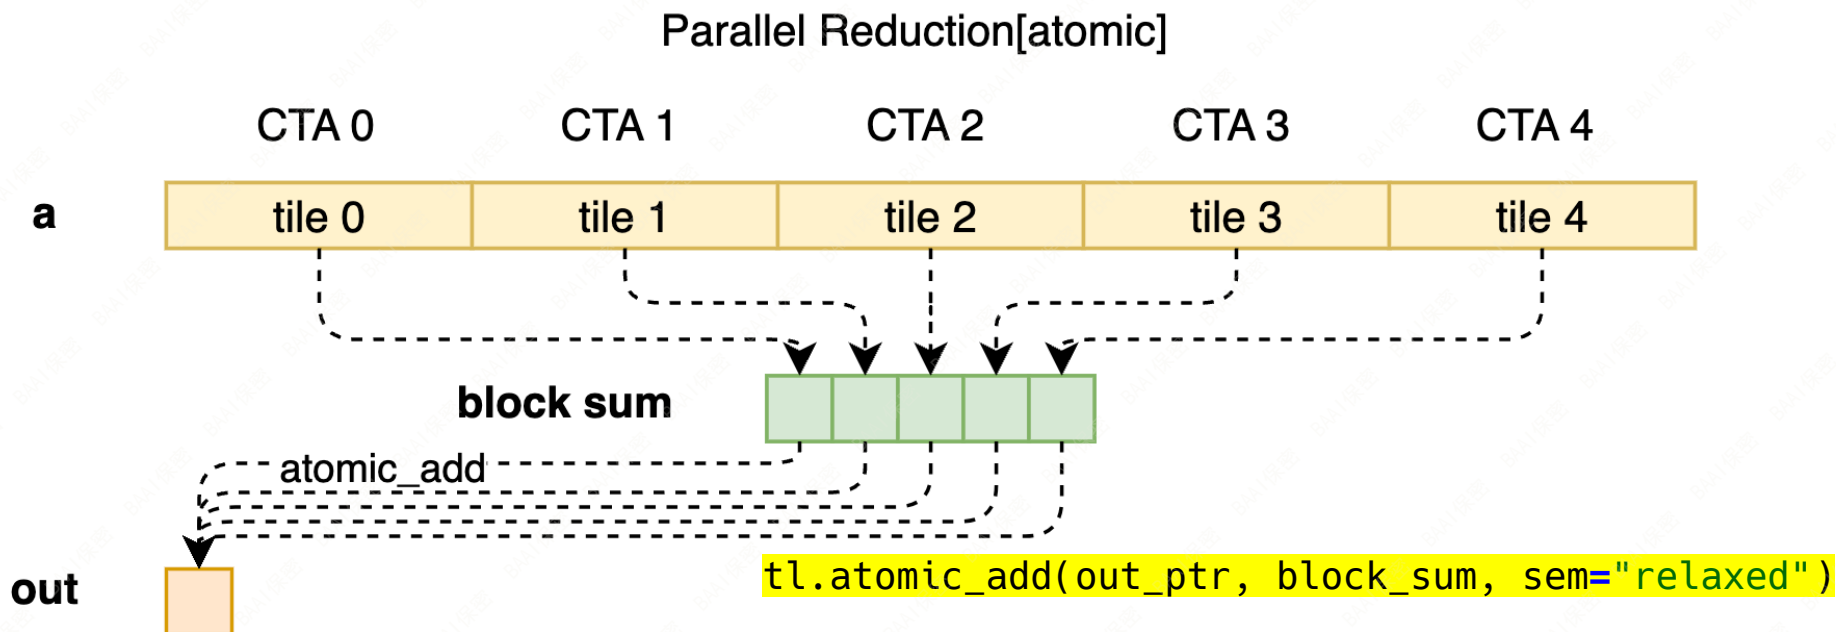 Parallel Reduction[atomic]
CTA 0 CTA 1 CTA 2 CTA 3 CTA 4
a tile 0 tile 1 tile 2 tile 3 tile 4
block sum
atomic_add
tl.atomic_add(out_ptr, block_sum, sem="relaxed")
out